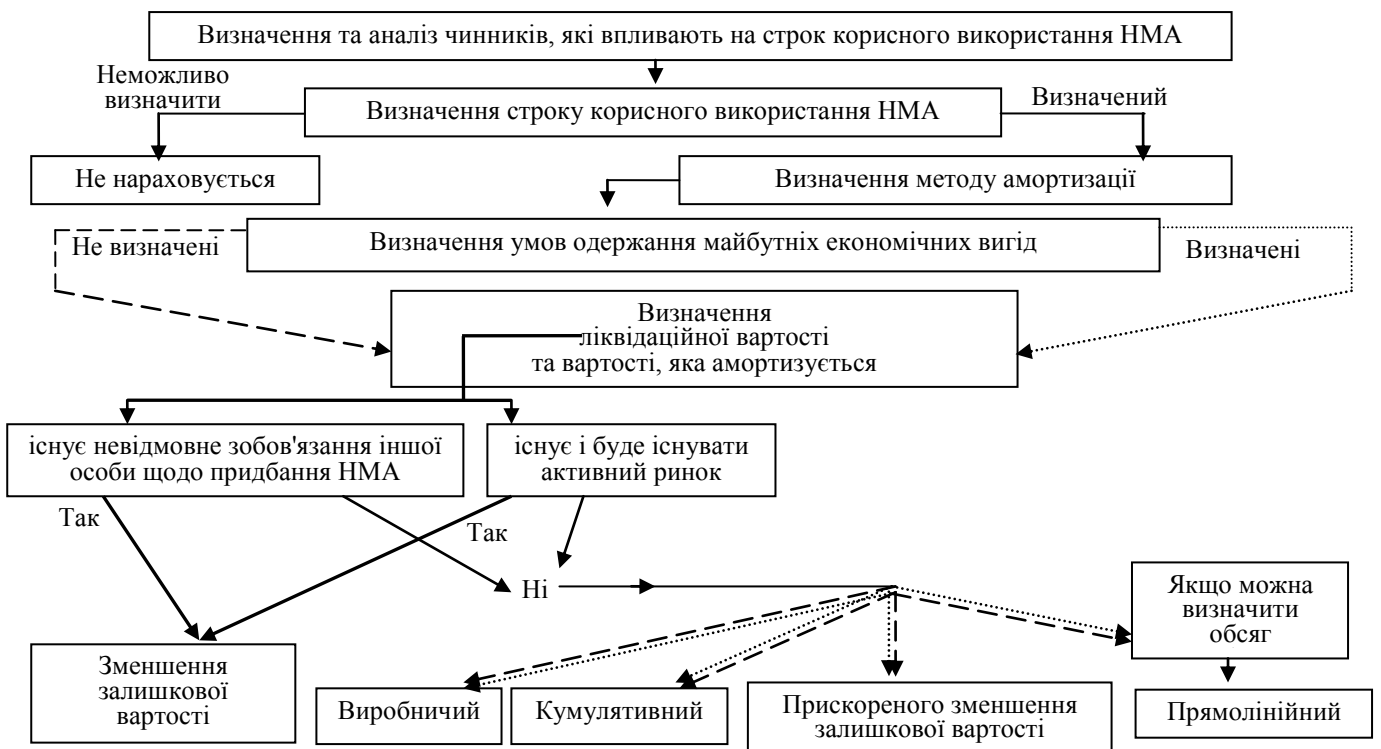 Визначення та аналіз чинників, які впливають на строк корисного використання НМА
Неможливо
визначити
Визначення строку корисного використання НМА
Визначений
Не нараховується
Визначення методу амортизації
Не визначені
Визначення умов одержання майбутніх економічних вигід
Визначені
Визначення
ліквідаційної вартості
та вартості, яка амортизується
існує невідмовне зобов'язання іншої
особи щодо придбання НМА
існує і буде існувати
активний ринок
Так
Так
Ні
Якщо можна
визначити
обсяг
Зменшення
залишкової
вартості
Виробничий
Кумулятивний
Прискореного зменшення
залишкової вартості
Прямолінійний